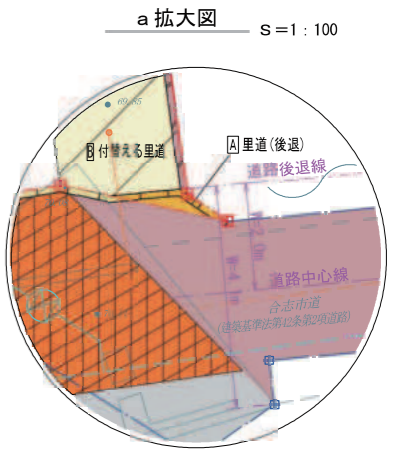 a 拡大図
S=1:100
69.85
B 付替える里道
A 里道(後退)
道路後退線
道路中心線
合志市道
(建築基準法第42条第2項道路)